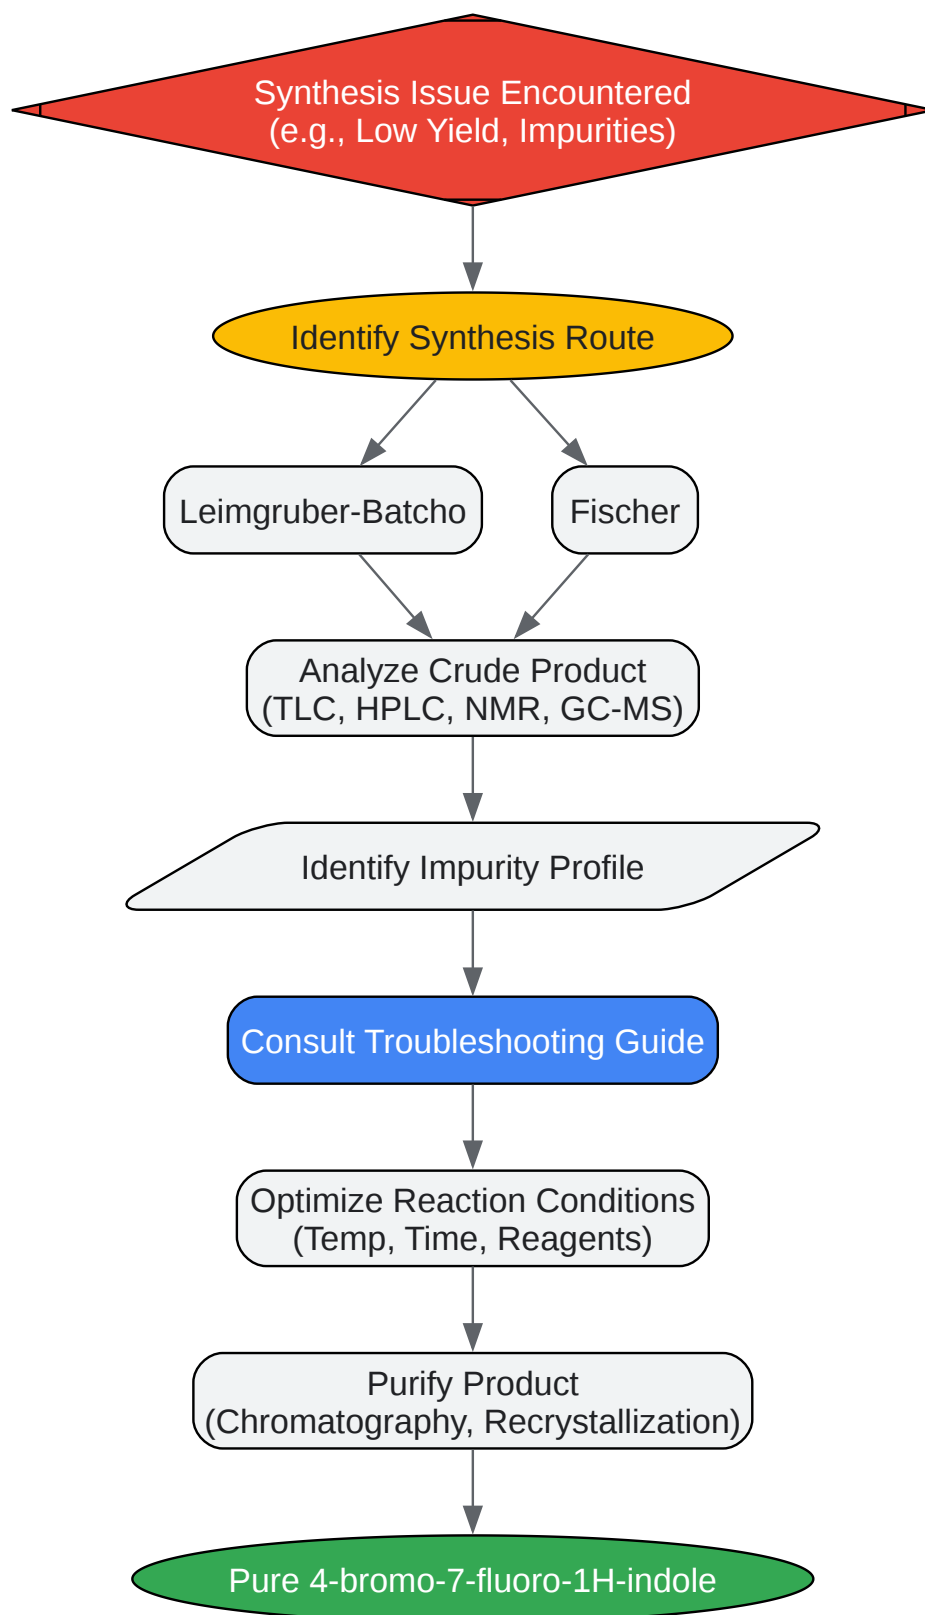 Synthesis Issue Encountered
(e.g., Low Yield, Impurities)
Identify Synthesis Route
Leimgruber-Batcho
Fischer
Analyze Crude Product
(TLC, HPLC, NMR, GC-MS)
Identify Impurity Profile
Consult Troubleshooting Guide
Optimize Reaction Conditions
(Temp, Time, Reagents)
Purify Product
(Chromatography, Recrystallization)
Pure 4-bromo-7-fluoro-1H-indole